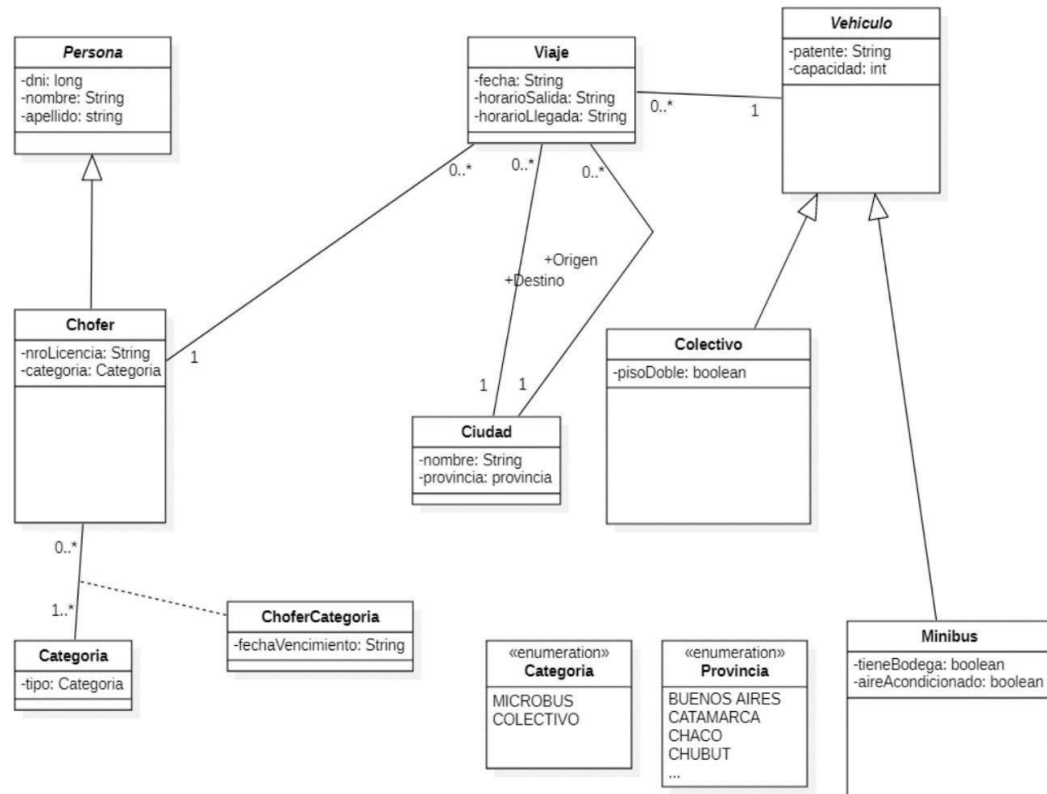 Persona
-dni: long
-nombre: String
-apellido: string
Viaje
-fecha: String
-horarioSalida: String
-horarioLlegada: String
Vehiculo
-patente: String
-capacidad: int
0..*
1
0..*
0..*
0..*
+Origen
+Destino
Chofer
-nroLicencia: String
-categoria: Categoria
1
Colectivo
-pisoDoble: boolean
1
1
Ciudad
-nombre: String
-provincia: provincia
0..*
1..*
Categoria
-tipo: Categoria
ChoferCategoria
-fechaVencimiento: String
«enumeration»
Categoria
MICROBUS
COLECTIVO
«enumeration»
Provincia
BUENOS AIRES
CATAMARCA
CHACO
CHUBUT
...
Minibus
-tieneBodega: boolean
-aireAcondicionado: boolean